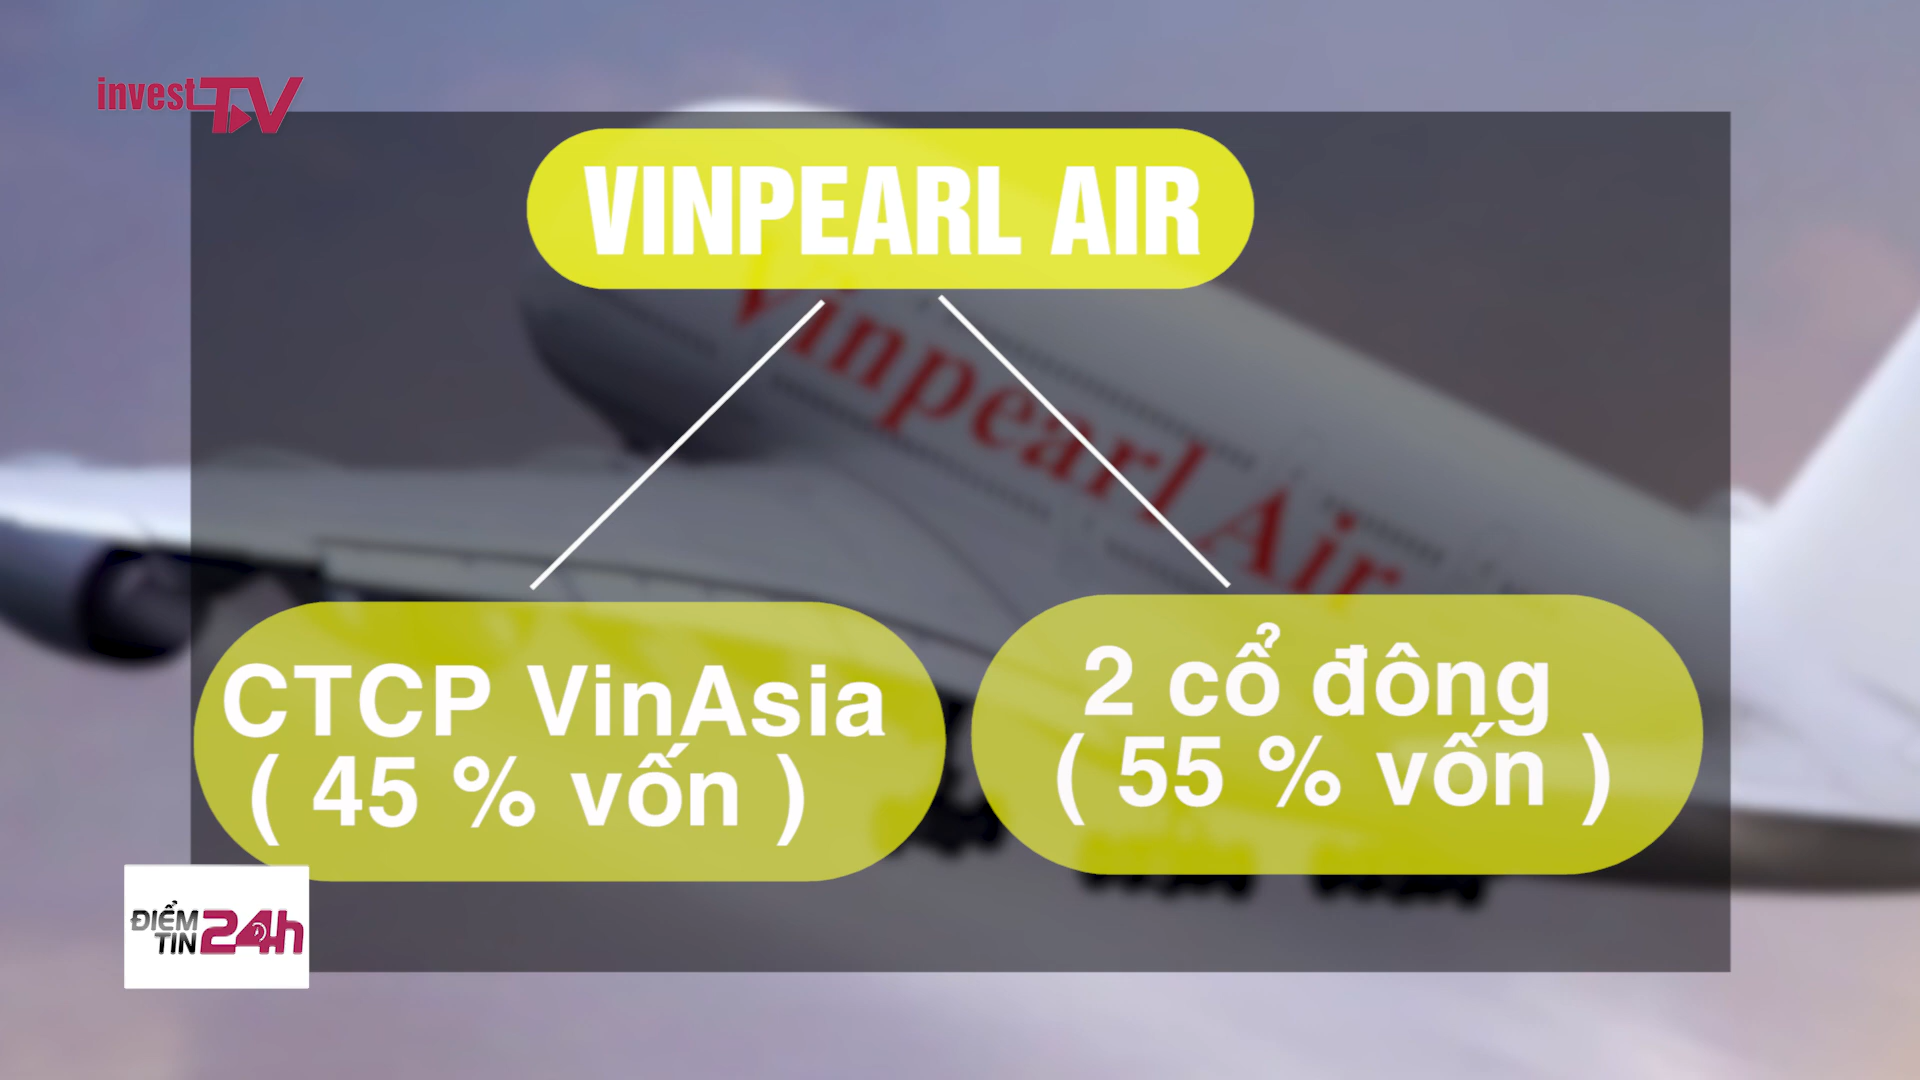 investTV
VINPEARL AIR
Vinpearl Air
CTCP VinAsia
( 45 % vốn )
2 cổ đông
( 55 % vốn )
ĐIỂM
TIN 24h